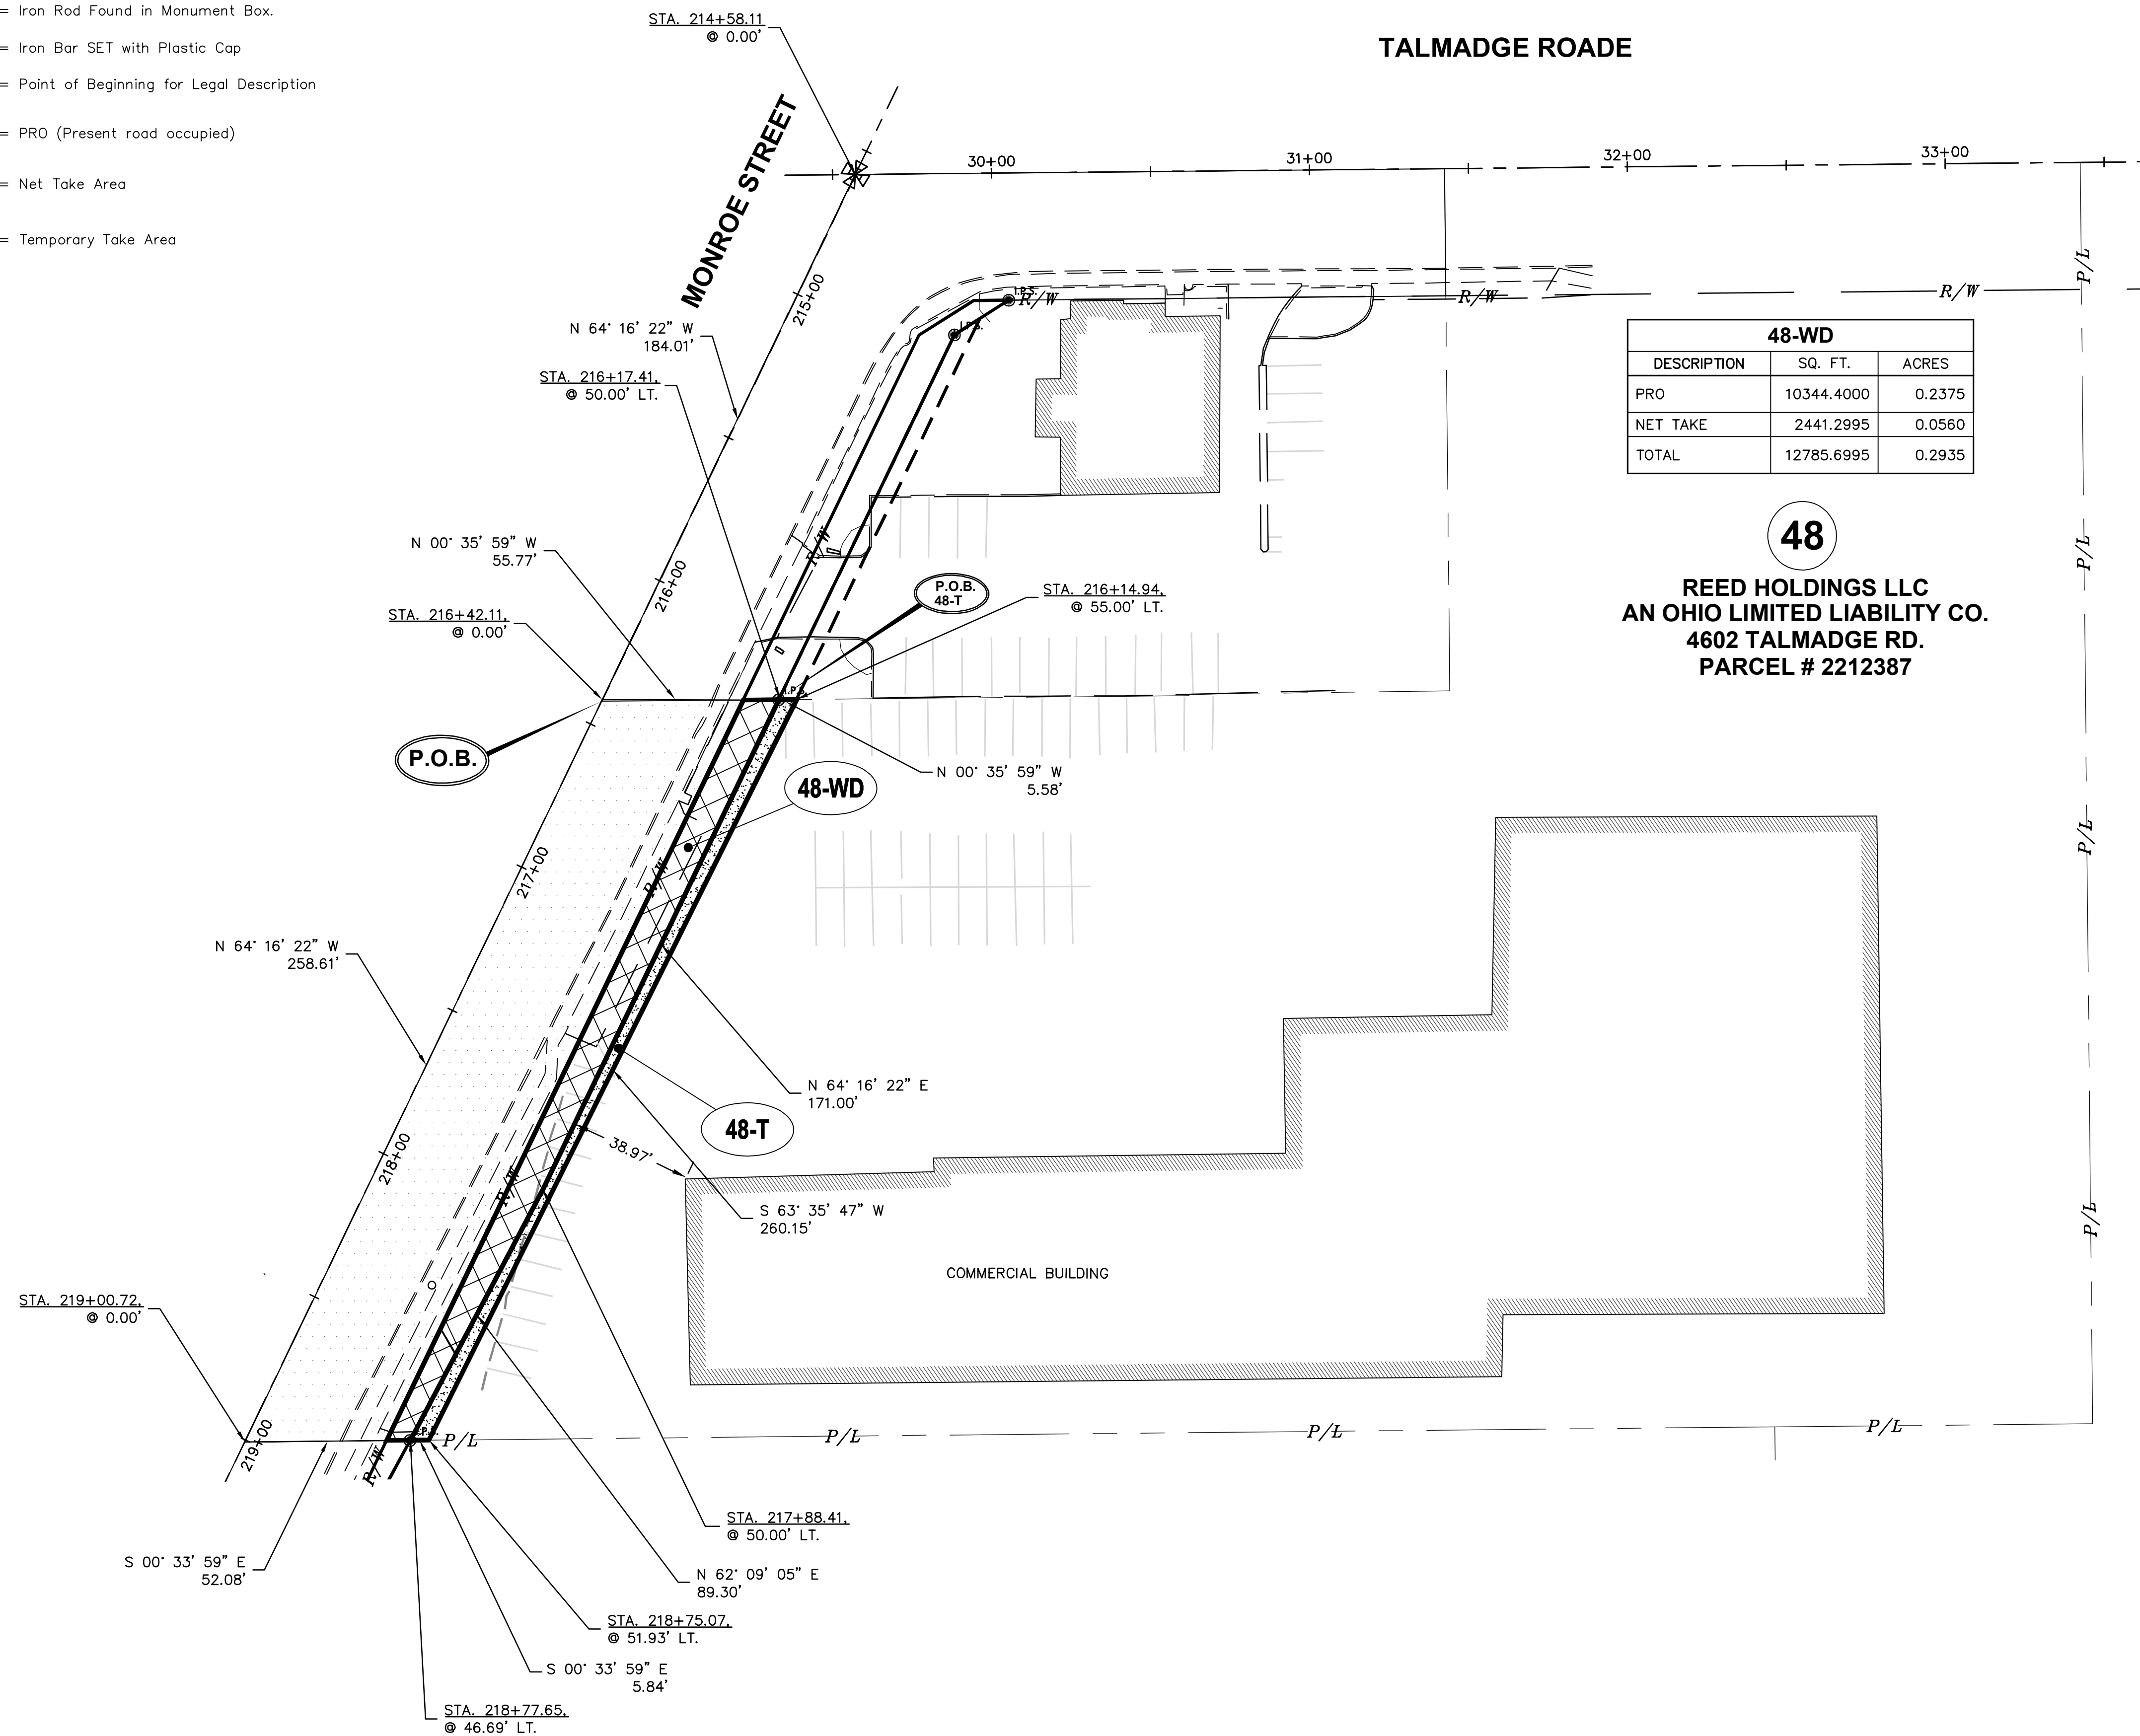 = Iron Rod Found in Monument Box.
= Iron Bar SET with Plastic Cap
= Point of Beginning for Legal Description
= PRO (Present road occupied)
= Net Take Area
= Temporary Take Area
STA. 214+58.11
@ 0.00'
TALMADGE ROADE
MONROE STREET
30+00
31+00
32+00
33+00
215+00
I.P.S.
R/W
R/W
R/W
P/L
I.P.S.
N 64° 16' 22" W
184.01'
STA. 216+17.41,
@ 50.00' LT.
48-WD
DESCRIPTION SQ. FT. ACRES
PRO 10344.4000 0.2375
NET TAKE 2441.2995 0.0560
TOTAL 12785.6995 0.2935
48
REED HOLDINGS LLC
AN OHIO LIMITED LIABILITY CO.
4602 TALMADGE RD.
PARCEL # 2212387
P/L
N 00° 35' 59" W
55.77'
R/W
216+00
STA. 216+42.11,
@ 0.00'
P.O.B.
48-T
STA. 216+14.94,
@ 55.00' LT.
I.P.S.
P.O.B.
N 00° 35' 59" W
5.58'
48-WD
217+00
R/W
P/L
N 64° 16' 22" W
258.61'
N 64° 16' 22" E
171.00'
48-T
218+00
38.97'
R/W
S 63° 35' 47" W
260.15'
P/L
COMMERCIAL BUILDING
STA. 219+00.72,
@ 0.00'
219+00
R/W
P/L
P/L
P/L
P/L
STA. 217+88.41,
@ 50.00' LT.
S 00° 33' 59" E
52.08'
N 62° 09' 05" E
89.30'
STA. 218+75.07,
@ 51.93' LT.
S 00° 33' 59" E
5.84'
STA. 218+77.65,
@ 46.69' LT.